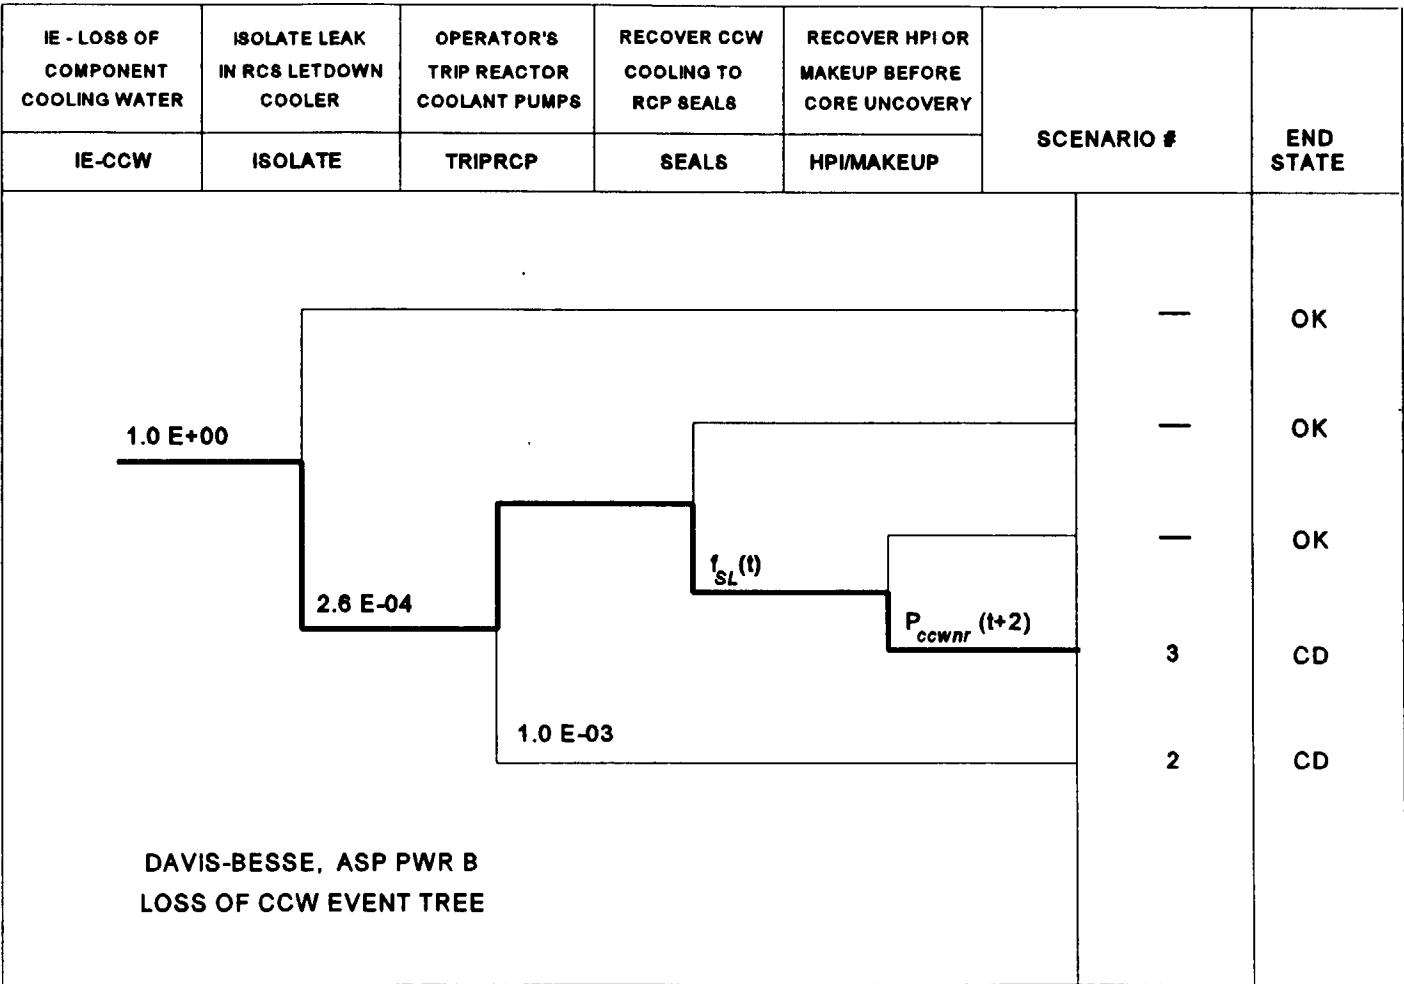 IE - LOSS OF
COMPONENT
COOLING WATER
ISOLATE LEAK
IN RCS LETDOWN
COOLER
OPERATOR'S
TRIP REACTOR
COOLANT PUMPS
RECOVER CCW
COOLING TO
RCP SEALS
RECOVER HPI OR
MAKEUP BEFORE
CORE UNCOVERY
SCENARIO #
END
STATE
IE-CCW
ISOLATE
TRIPRCP
SEALS
HPI/MAKEUP
— OK
1.0 E+00
— OK
— OK
f_SL(t)
2.6 E-04
P_ccwnr (t+2)
3 CD
1.0 E-03
2 CD
DAVIS-BESSE, ASP PWR B
LOSS OF CCW EVENT TREE